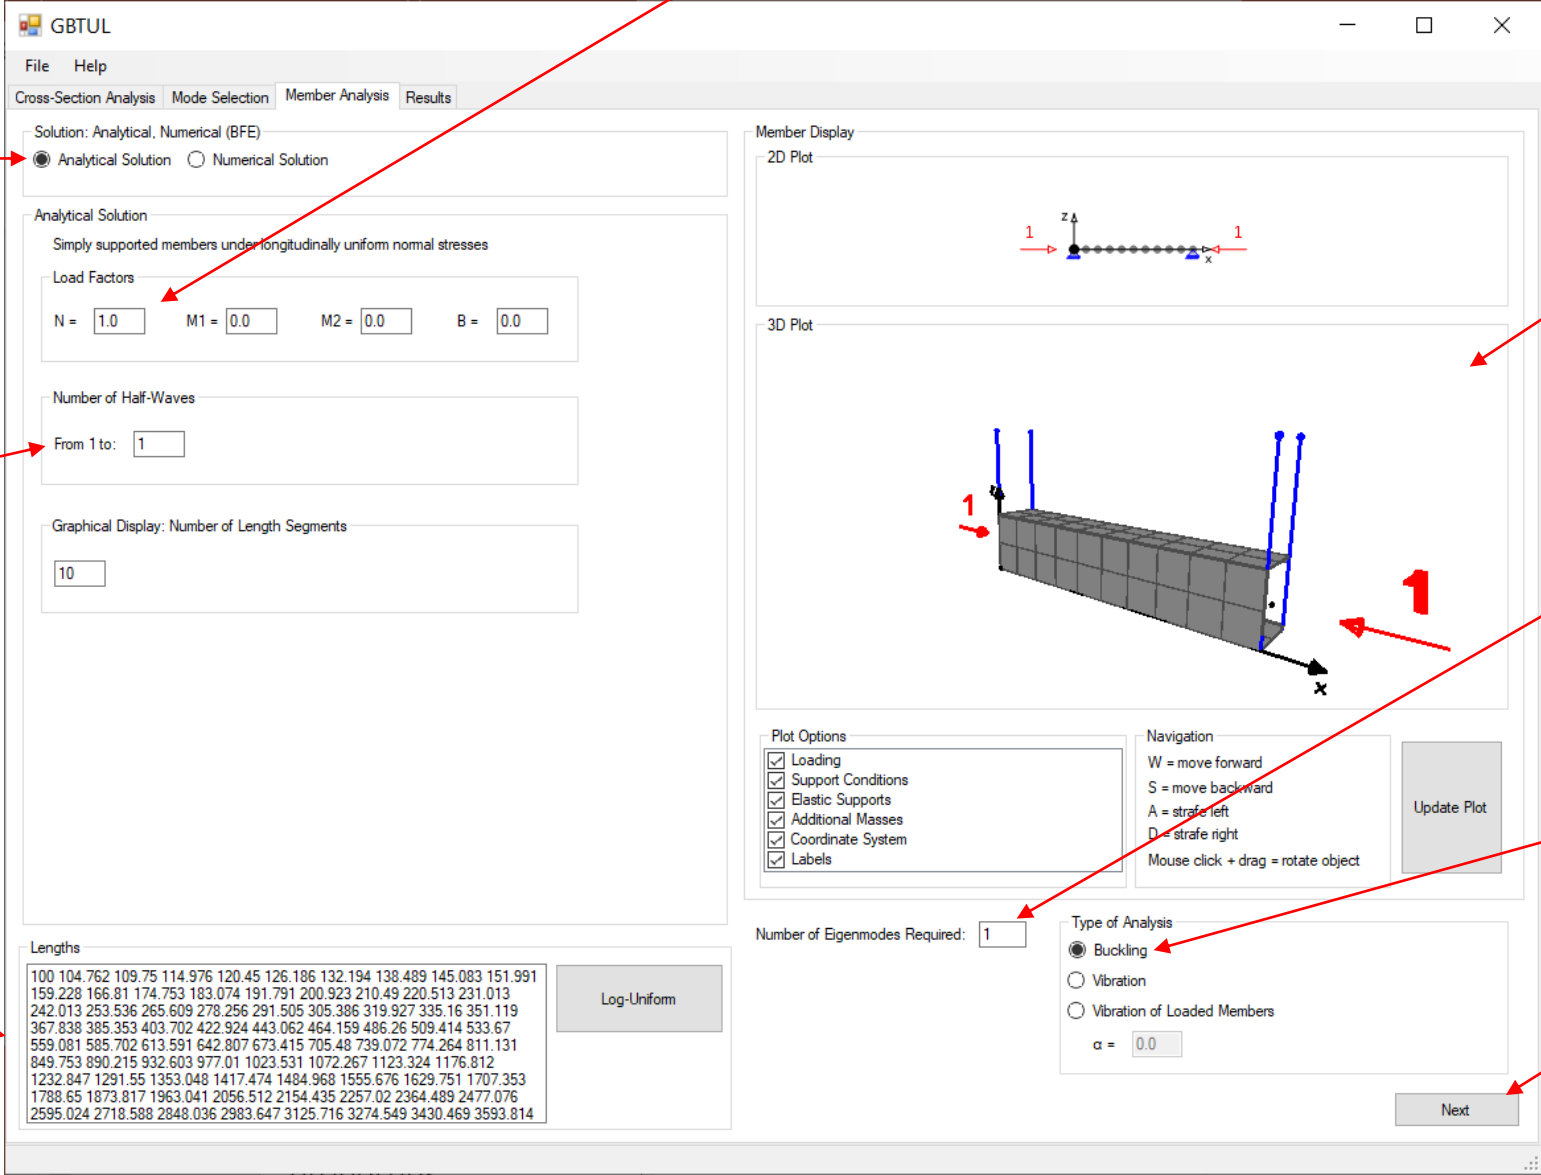 GBTUL
File Help
Cross-Section Analysis Mode Selection Member Analysis Results
Solution: Analytical, Numerical (BFE)
Analytical Solution Numerical Solution
Analytical Solution
Simply supported members under longitudinally uniform normal stresses
Load Factors
N = 1.0 M1 = 0.0 M2 = 0.0 B = 0.0
Number of Half-Waves
From 1 to: 1
Graphical Display: Number of Length Segments
10
Lengths
100 104.762 109.75 114.976 120.45 126.186 132.194 138.489 145.083 151.991
159.228 166.81 174.753 183.074 191.791 200.923 210.49 220.513 231.013
242.013 253.536 265.609 278.256 291.505 305.386 319.927 335.16 351.119
367.838 385.353 403.702 422.924 443.062 464.159 486.26 509.414 533.67
559.081 585.702 613.591 642.807 673.415 705.48 739.072 774.264 811.131
849.753 890.215 932.603 977.01 1023.531 1072.267 1123.324 1176.812
1232.847 1291.55 1353.048 1417.474 1484.968 1555.676 1629.751 1707.353
1788.65 1873.817 1963.041 2056.512 2154.435 2257.02 2364.489 2477.076
2595.024 2718.588 2848.036 2983.647 3125.716 3274.549 3430.469 3593.814
Log-Uniform
Member Display
2D Plot
z
1 1
x
3D Plot
1
1
x
Plot Options
Loading
Support Conditions
Elastic Supports
Additional Masses
Coordinate System
Labels
Navigation
W = move forward
S = move backward
A = strafe left
D = strafe right
Mouse click + drag = rotate object
Update Plot
Number of Eigenmodes Required: 1
Type of Analysis
Buckling
Vibration
Vibration of Loaded Members
α = 0.0
Next